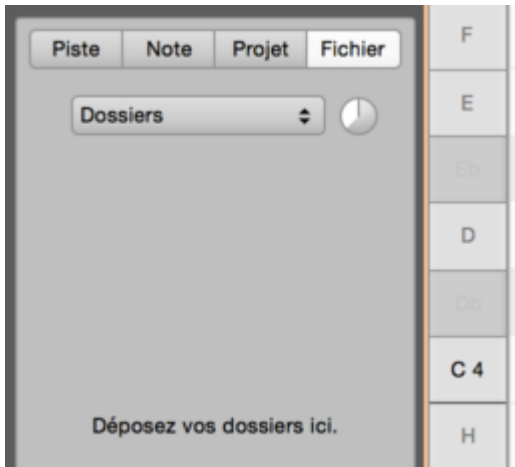 Piste Note Projet Fichier
Dossiers
Déposez vos dossiers ici.
F
E
Eb
D
Db
C 4
H